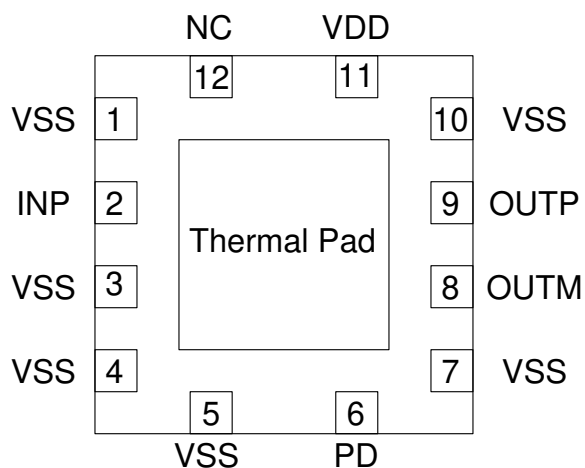 NC VDD
12 11
VSS 1 10 VSS
INP 2 9 OUTP
Thermal Pad
VSS 3 8 OUTM
VSS 4 7 VSS
5 6
VSS PD